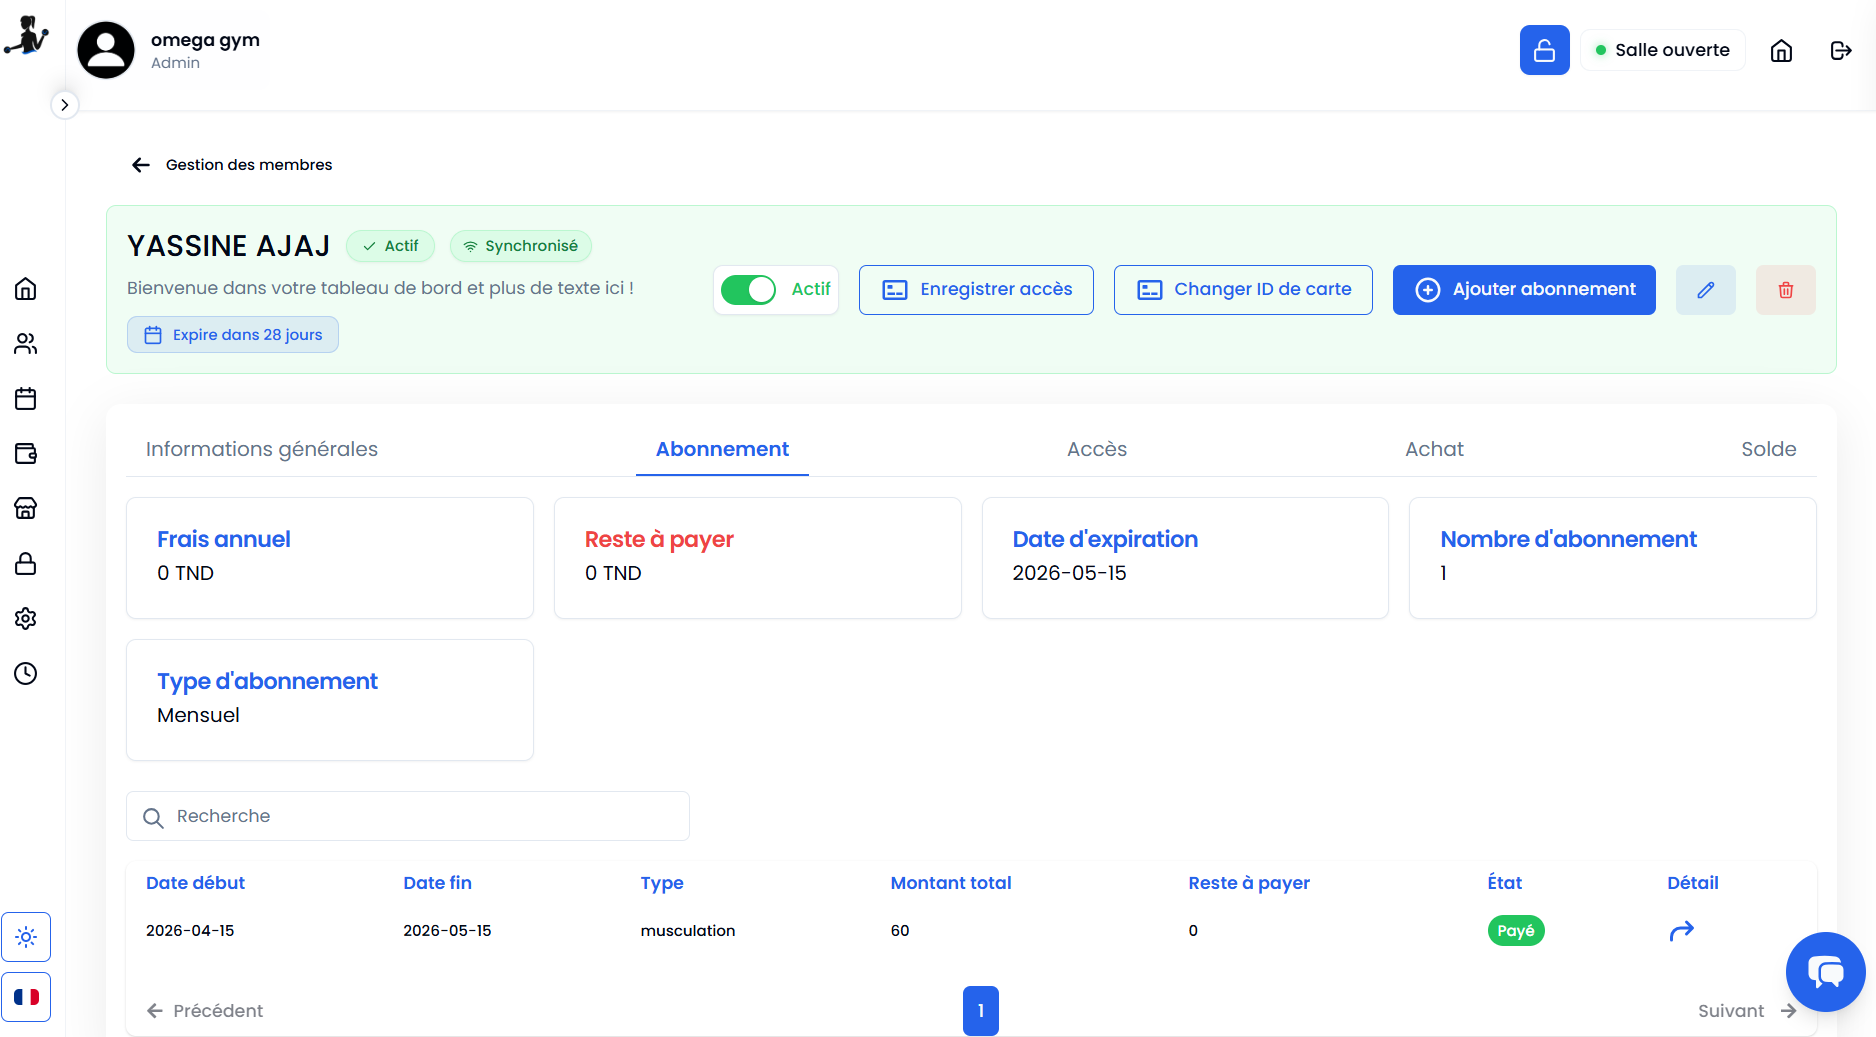 omega gym
Admin
Salle ouverte
Gestion des membres
YASSINE AJAJ
Actif
Synchronisé
Bienvenue dans votre tableau de bord et plus de texte ici !
Expire dans 28 jours
Actif
Enregistrer accès
Changer ID de carte
Ajouter abonnement
Informations générales
Abonnement
Accès
Achat
Solde
Frais annuel
0 TND
Reste à payer
0 TND
Date d'expiration
2026-05-15
Nombre d'abonnement
1
Type d'abonnement
Mensuel
Recherche
Date début Date fin Type Montant total Reste à payer État Détail
2026-04-15 2026-05-15 musculation 60 0 Payé
Précédent 1 Suivant